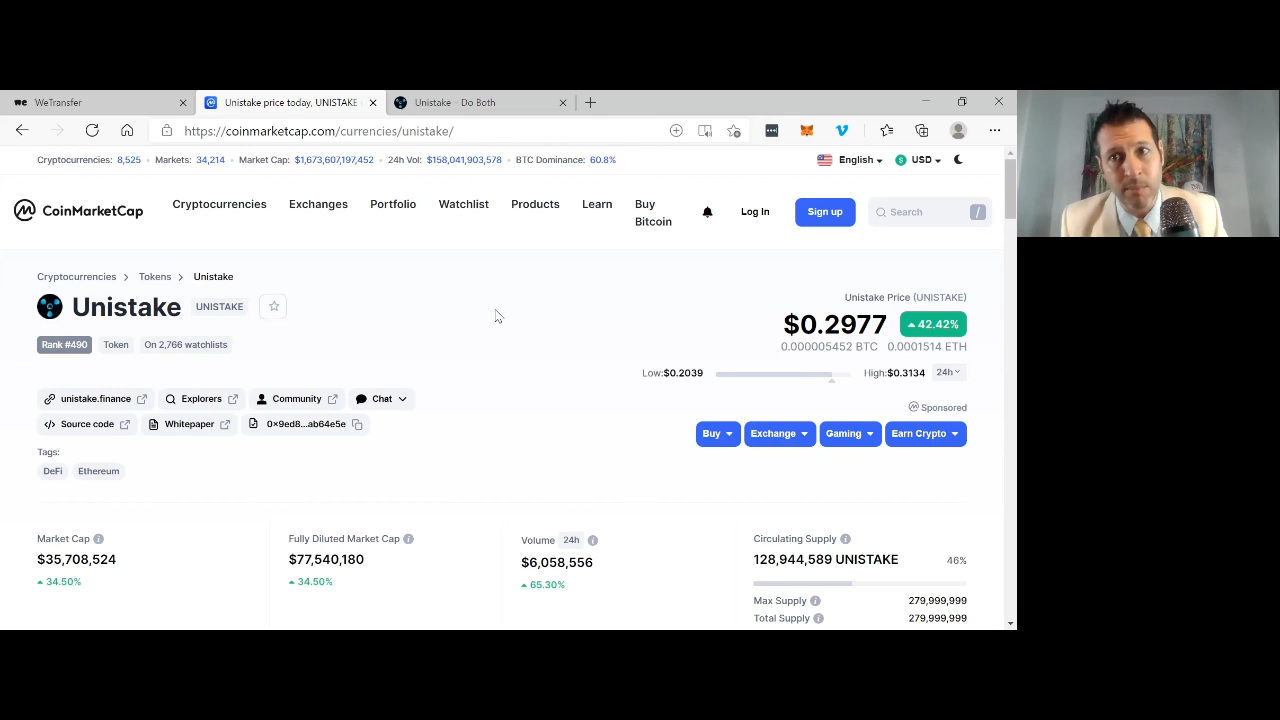 WeTransfer
Unistake price today, UNISTAKE
Unistake - Do Both
https://coinmarketcap.com/currencies/unistake/
Cryptocurrencies: 8,525 • Markets: 34,214 • Market Cap: $1,673,607,197,452 • 24h Vol: $158,041,903,578 • BTC Dominance: 60.8%
English
USD
CoinMarketCap
Cryptocurrencies
Exchanges
Portfolio
Watchlist
Products
Learn
Buy
Bitcoin
Log In
Sign up
Search
/
Cryptocurrencies > Tokens > Unistake
Unistake UNISTAKE
Rank #490
Token
On 2,766 watchlists
Unistake Price (UNISTAKE)
$0.2977 42.42%
0.000005452 BTC 0.0001514 ETH
Low:$0.2039
High:$0.3134
24h
unistake.finance
Explorers
Community
Chat
Source code
Whitepaper
0x9ed8...ab64e5e
Sponsored
Buy
Exchange
Gaming
Earn Crypto
Tags:
DeFi
Ethereum
Market Cap
$35,708,524
34.50%
Fully Diluted Market Cap
$77,540,180
34.50%
Volume 24h
$6,058,556
65.30%
Circulating Supply
128,944,589 UNISTAKE 46%
Max Supply 279,999,999
Total Supply 279,999,999